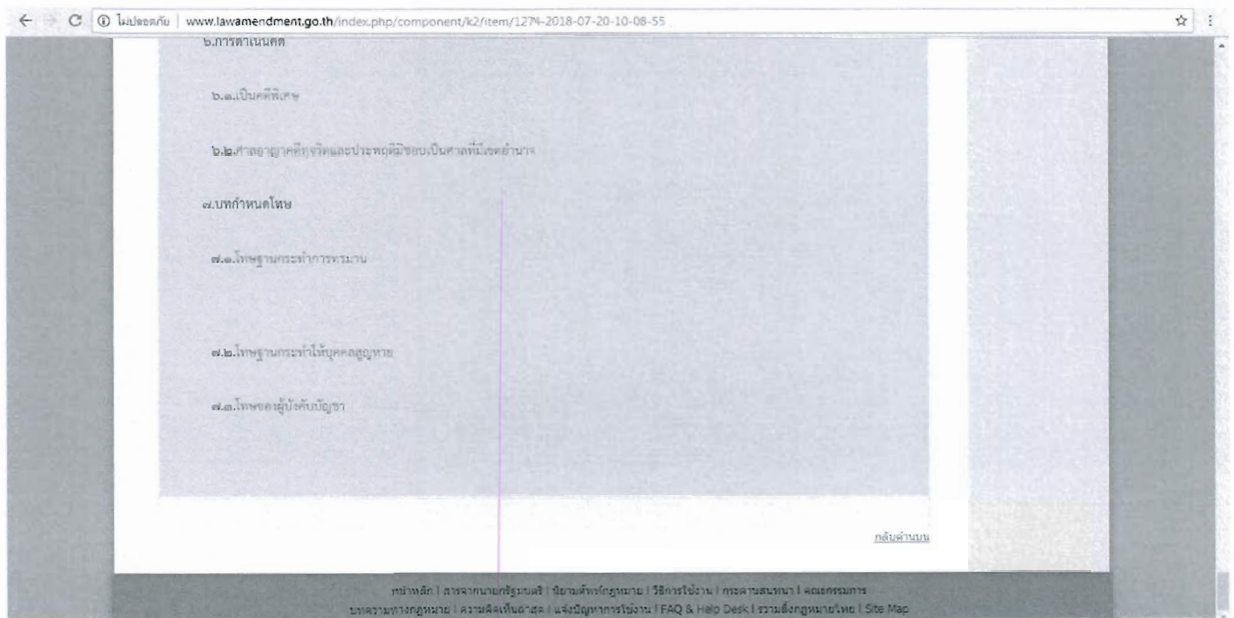 ไม่ปลอดภัย | www.lawamendment.go.th/index.php/component/k2/item/1274-2018-07-20-10-08-55
๖.การดำเนินคดี
๖.๑.เป็นคดีพิเศษ
๖.๒.ศาลอาญาคดีทุจริตและประพฤติมิชอบเป็นศาลที่มีเขตอำนาจ
๗.บทกำหนดโทษ
๗.๑.โทษฐานกระทำการทรมาน
๗.๒.โทษฐานกระทำให้บุคคลสูญหาย
๗.๓.โทษของผู้บังคับบัญชา
กลับด้านบน
หน้าหลัก | สารจากนายกรัฐมนตรี | นิยามศัพท์กฎหมาย | วิธีการใช้งาน | กระดานสนทนา | คณะกรรมการ
บทความทางกฎหมาย | ความคิดเห็นล่าสุด | แจ้งปัญหาการใช้งาน | FAQ & Help Desk | รวมลิ้งกฎหมายไทย | Site Map